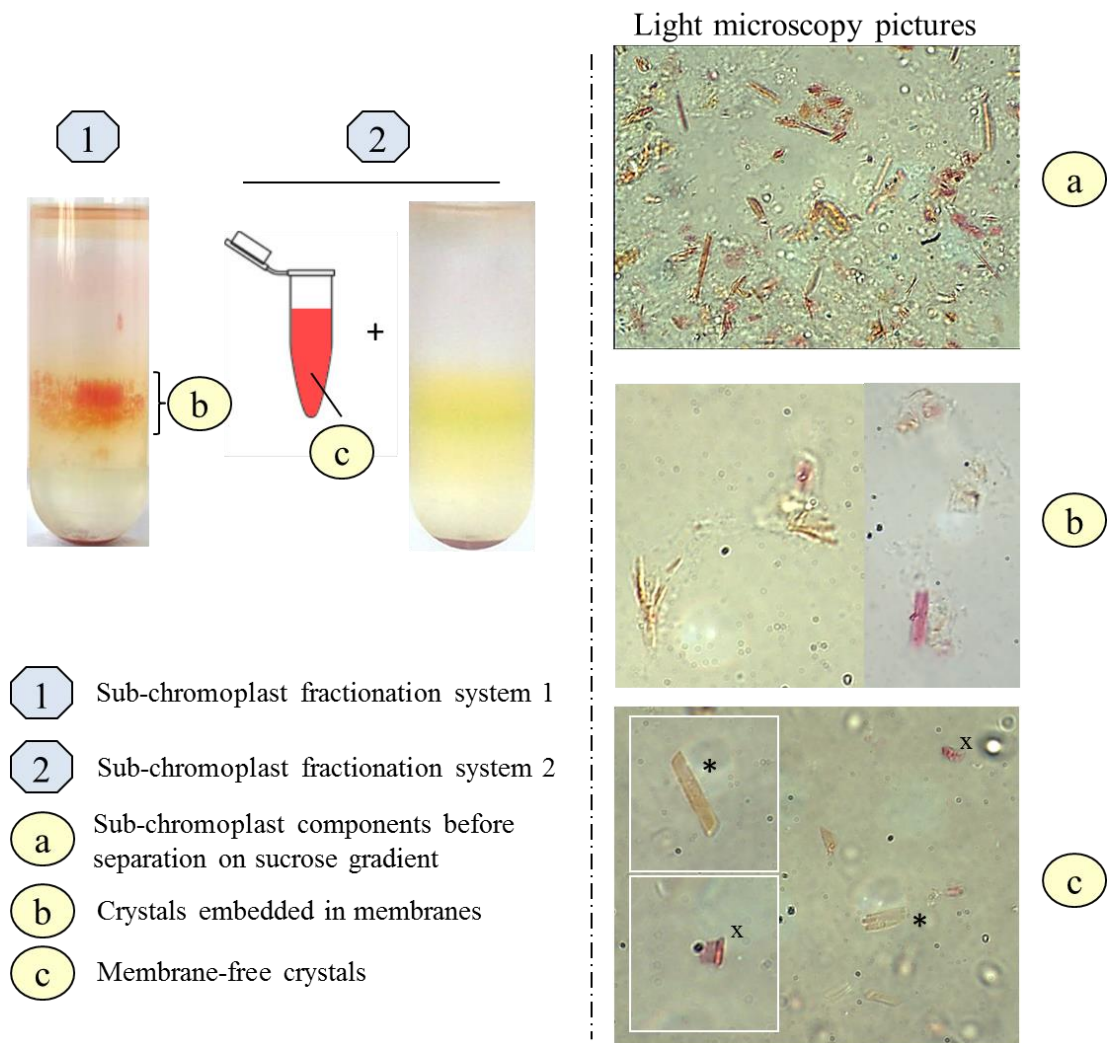 Light microscopy pictures
1
2
a
b
+
c
b
1
Sub-chromoplast fractionation system 1
2
Sub-chromoplast fractionation system 2
a
Sub-chromoplast components before
separation on sucrose gradient
b
Crystals embedded in membranes
c
Membrane-free crystals
*
x
x
*
c